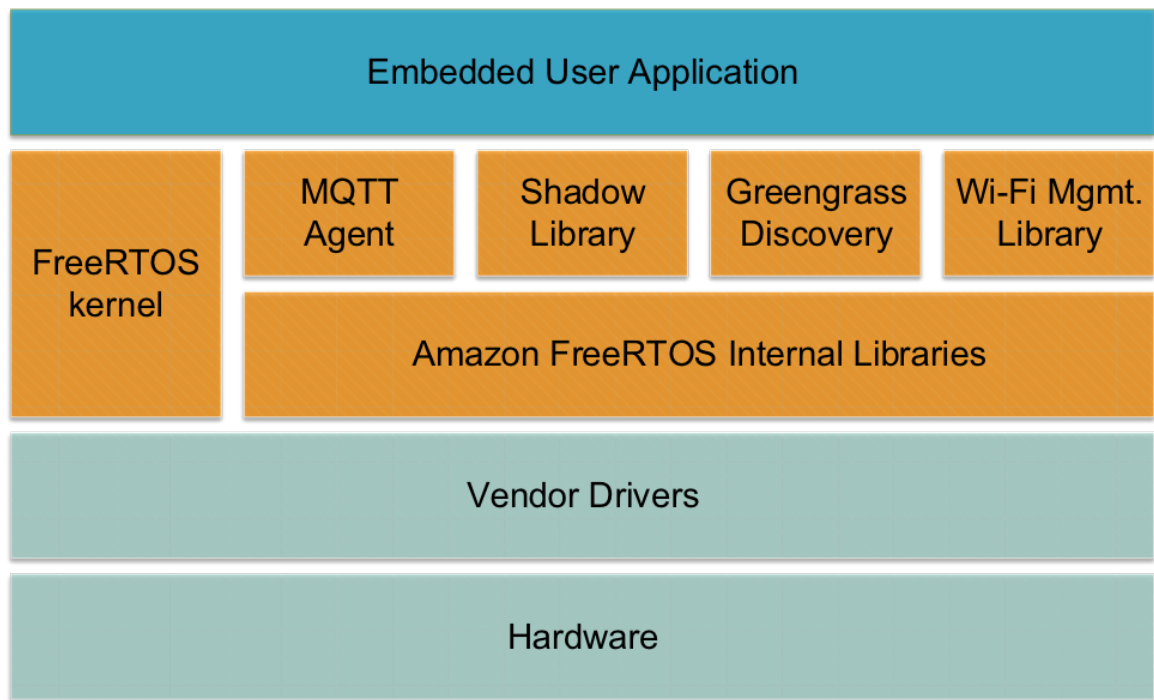 Embedded User Application
FreeRTOS
kernel
MQTT
Agent
Shadow
Library
Greengrass
Discovery
Wi-Fi Mgmt.
Library
Amazon FreeRTOS Internal Libraries
Vendor Drivers
Hardware